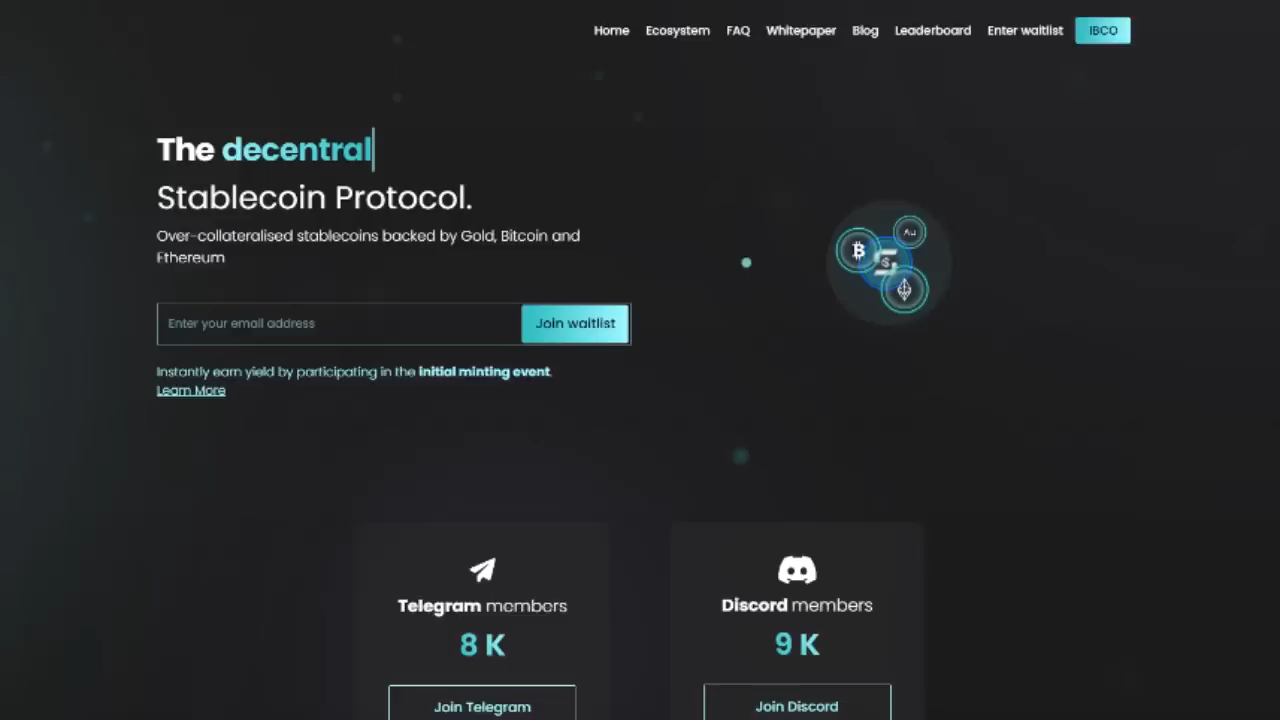 Home Ecosystem FAQ Whitepaper Blog Leaderboard Enter waitlist IBCO
The decentral
Stablecoin Protocol.
Over-collateralised stablecoins backed by Gold, Bitcoin and
Ethereum
Enter your email address Join waitlist
Instantly earn yield by participating in the initial minting event.
Learn More
Au
B
S
Telegram members Discord members
8 K 9 K
Join Telegram Join Discord